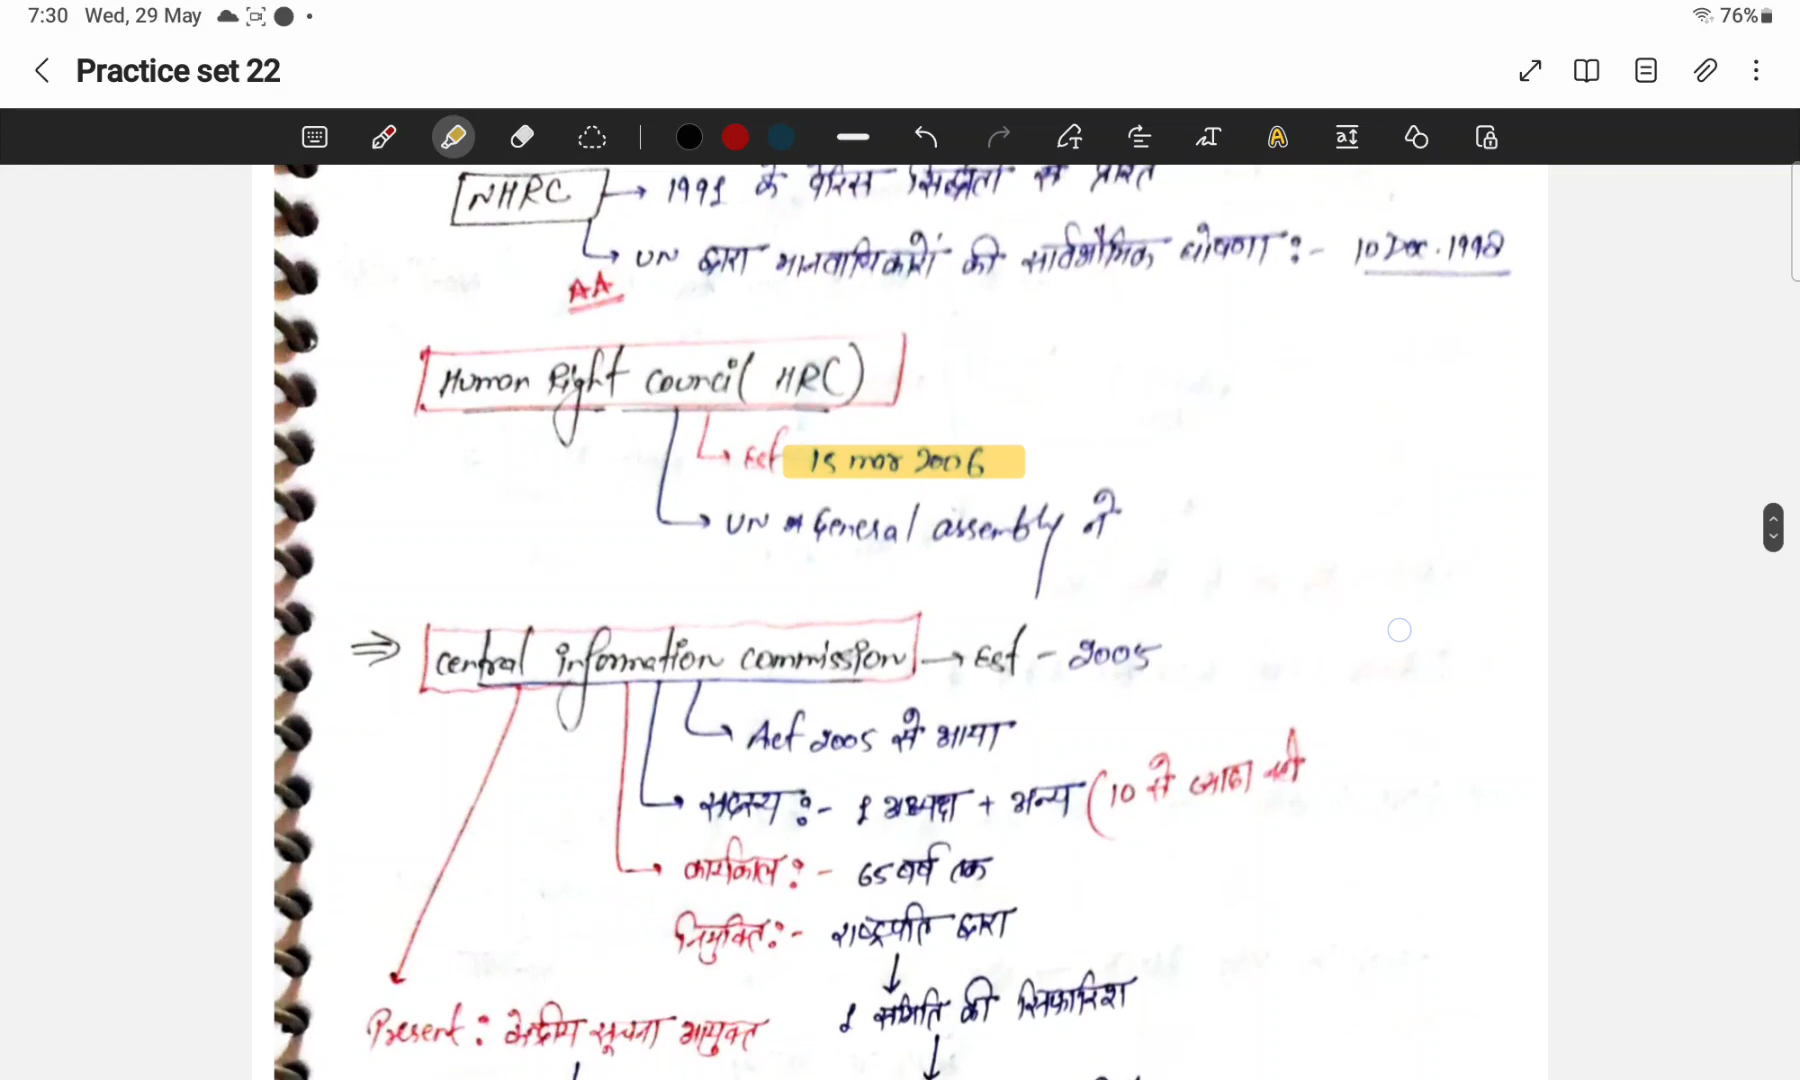 7:30 Wed, 29 May 76%
Practice set 22
NHRC → 1991 के पेरिस सिद्धांतो से प्रेरित
→ UN द्वारा मानवाधिकारों की सार्वभौमिक घोषणा :- 10 Dec. 1948
AA
Human Right Council HRC)
→ Est 15 mar 2006
→ UN General assembly ने
⇒ central information commission → Est - 2005
→ Act 2005 से आया
→ सदस्य :- 1 अध्यक्ष + अन्य (10 से ज्यादा नही
→ कार्यकाल :- 65 वर्ष तक
नियुक्ति :- राष्ट्रपति द्वारा
↓
1 समिति की सिफारिश
Present : केन्द्रीय सूचना आयुक्त